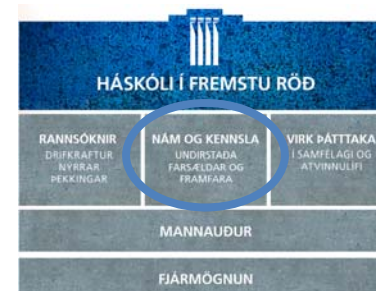 HÁSKÓLI Í FREMSTU RÖÐ
RANNSÓKNIR
DRIFKRAFTUR
NÝRRAR
ÞEKKINGAR
NÁM OG KENNSLA
UNDIRSTAÐA
FARSÆLDAR OG
FRAMFARA
VIRK ÞÁTTTAKA
Í SAMFÉLAGI OG
ATVINNULÍFI
MANNAUÐUR
FJÁRMÖGNUN